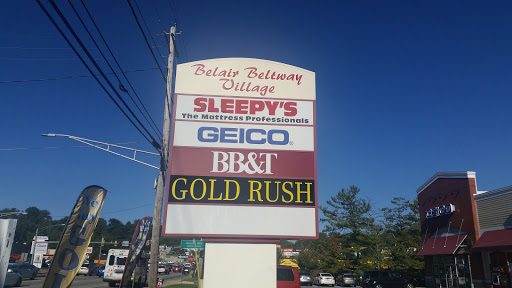 Belair Beltway
Village
SLEEPY'S
The Mattress Professionals
GEICO
BB&T
GOLD RUSH